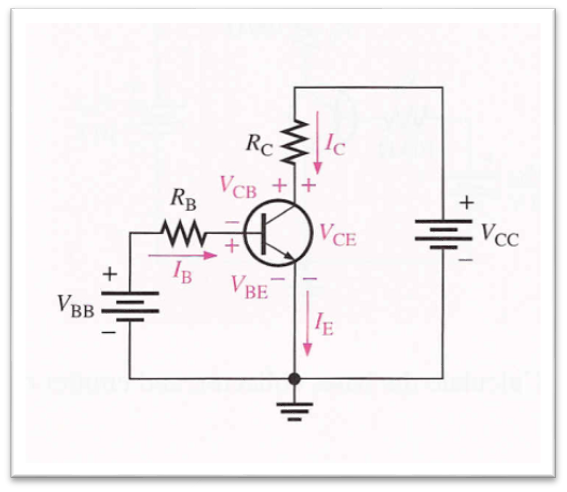 R_C
I_C
V_CB + +
R_B
− +
+ V_CE V_CC
I_B
−
+ V_BE − −
V_BB
I_E
−